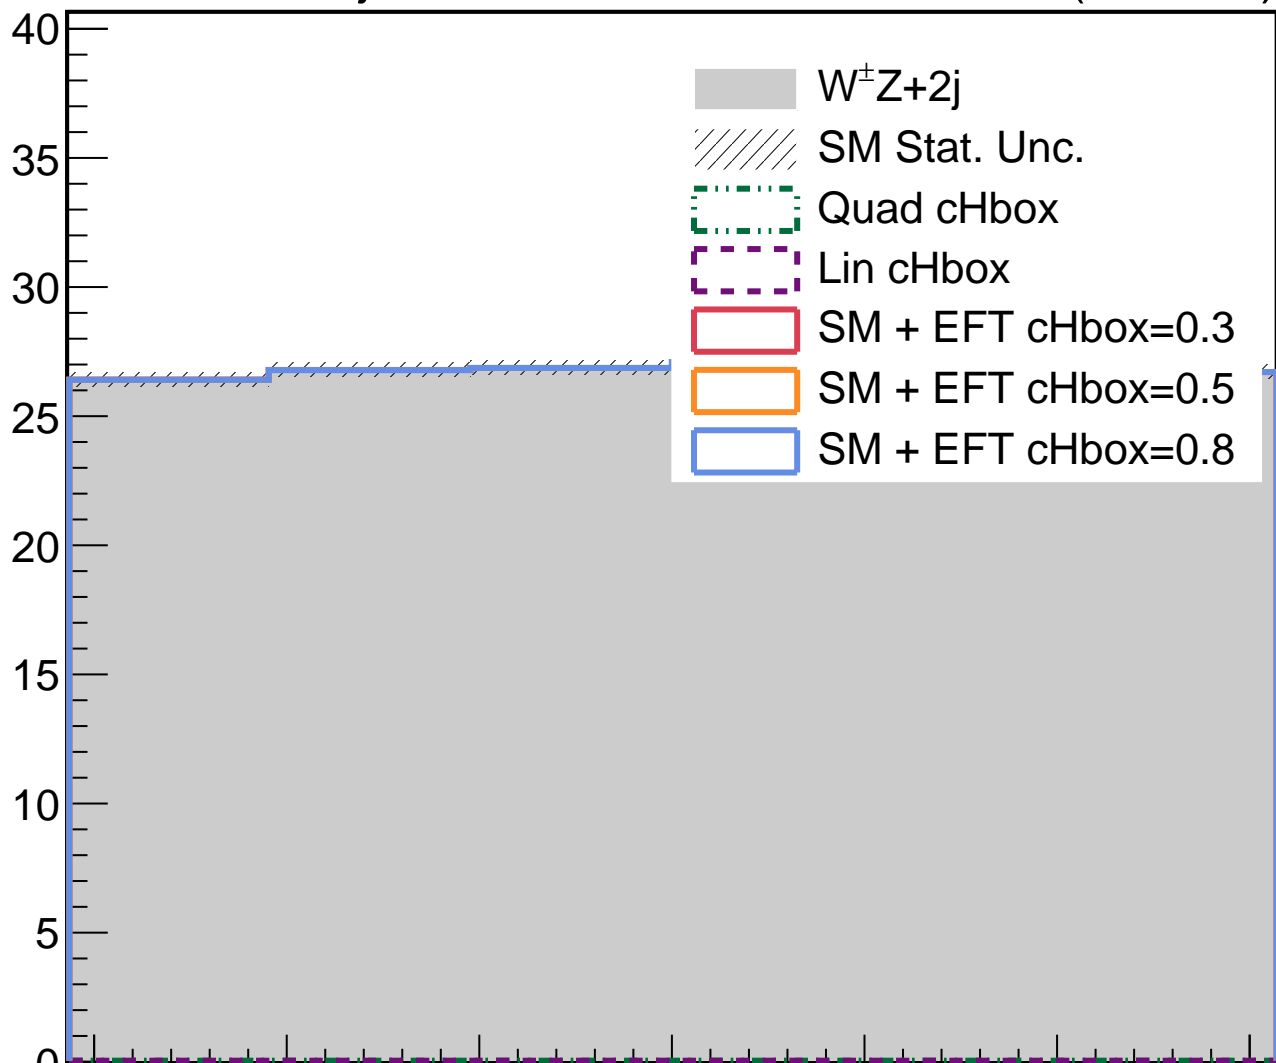 40
35
30
25
20
15
10
5
0
W±Z+2j
SM Stat. Unc.
Quad cHbox
Lin cHbox
SM + EFT cHbox=0.3
SM + EFT cHbox=0.5
SM + EFT cHbox=0.8